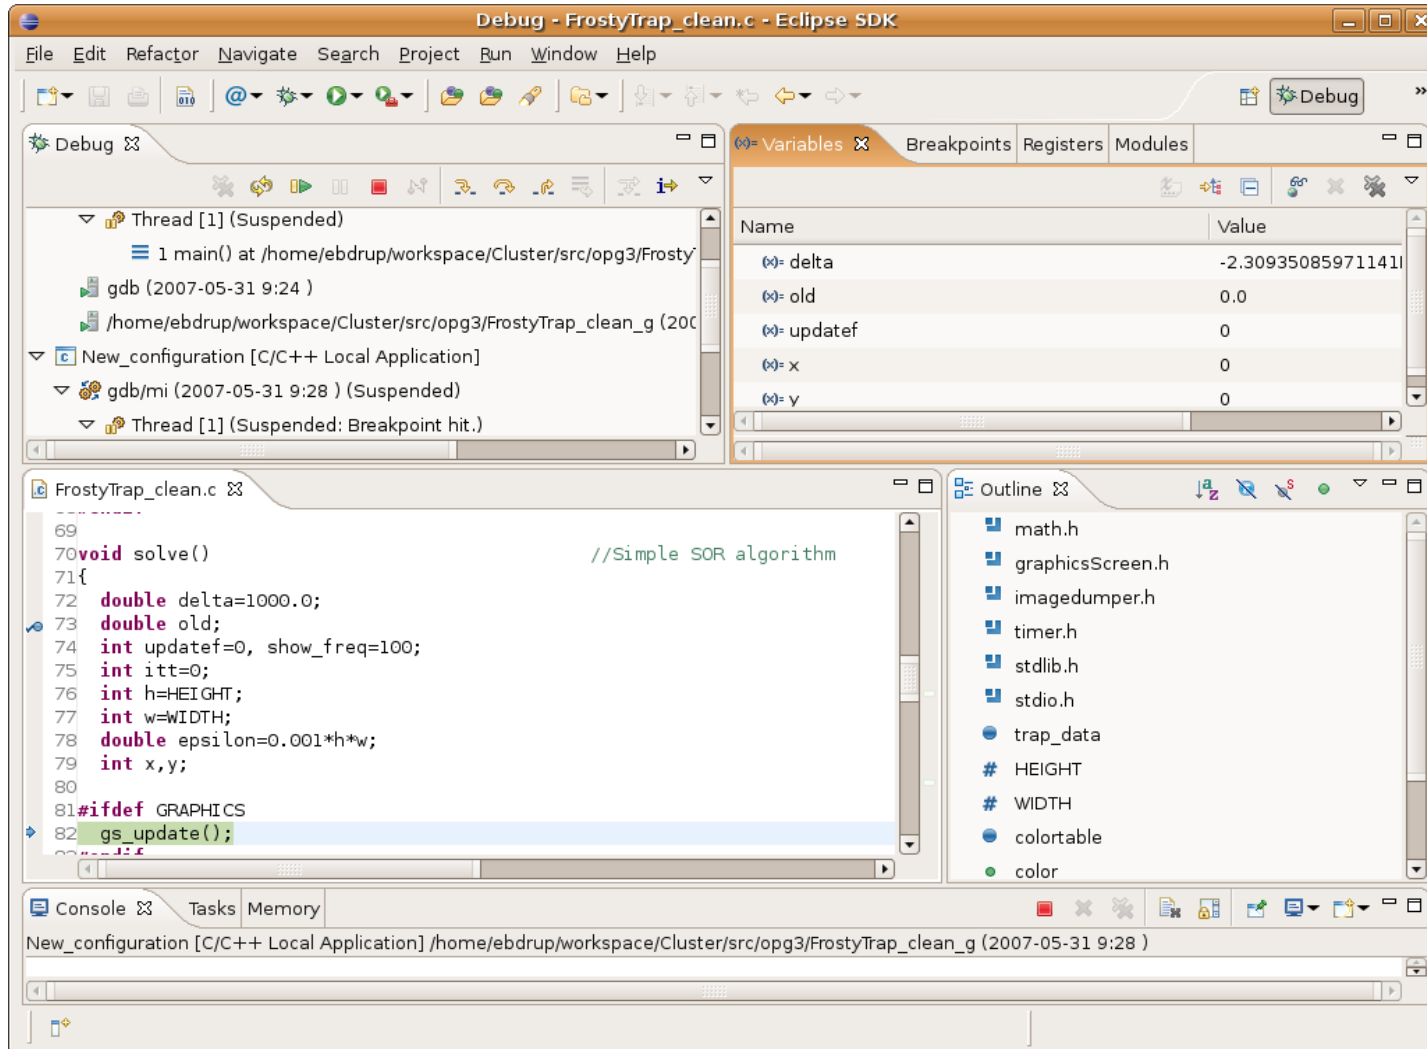 Debug - FrostyTrap_clean.c - Eclipse SDK
File Edit Refactor Navigate Search Project Run Window Help
Debug »
Debug
Thread [1] (Suspended)
1 main() at /home/ebdrup/workspace/Cluster/src/opg3/Frosty
gdb (2007-05-31 9:24 )
/home/ebdrup/workspace/Cluster/src/opg3/FrostyTrap_clean_g (200
New_configuration [C/C++ Local Application]
gdb/mi (2007-05-31 9:28 ) (Suspended)
Thread [1] (Suspended: Breakpoint hit.)
(x)= Variables Breakpoints Registers Modules
Name Value
(x)= delta -2.30935085971141
(x)= old 0.0
(x)= updatef 0
(x)= x 0
(x)= y 0
FrostyTrap_clean.c
69
70 void solve() //Simple SOR algorithm
71 {
72 double delta=1000.0;
73 double old;
74 int updatef=0, show_freq=100;
75 int itt=0;
76 int h=HEIGHT;
77 int w=WIDTH;
78 double epsilon=0.001*h*w;
79 int x,y;
80
81 #ifdef GRAPHICS
82 gs_update();
Outline
math.h
graphicsScreen.h
imagedumper.h
timer.h
stdlib.h
stdio.h
trap_data
# HEIGHT
# WIDTH
colortable
color
Console Tasks Memory
New_configuration [C/C++ Local Application] /home/ebdrup/workspace/Cluster/src/opg3/FrostyTrap_clean_g (2007-05-31 9:28 )